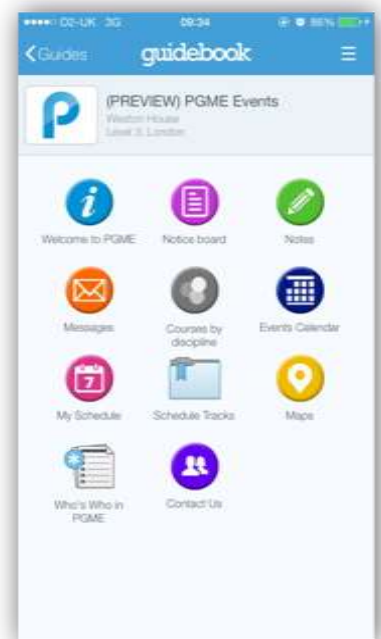 O2-UK 3G 09:34 86%
Guides guidebook
P
(PREVIEW) PGME Events
Weston House
Level 3, London
Welcome to PGME
Notice board
Notes
Messages
Courses by
discipline
Events Calendar
7
My Schedule
Schedule Tracks
Maps
Who's Who in
PGME
Contact Us